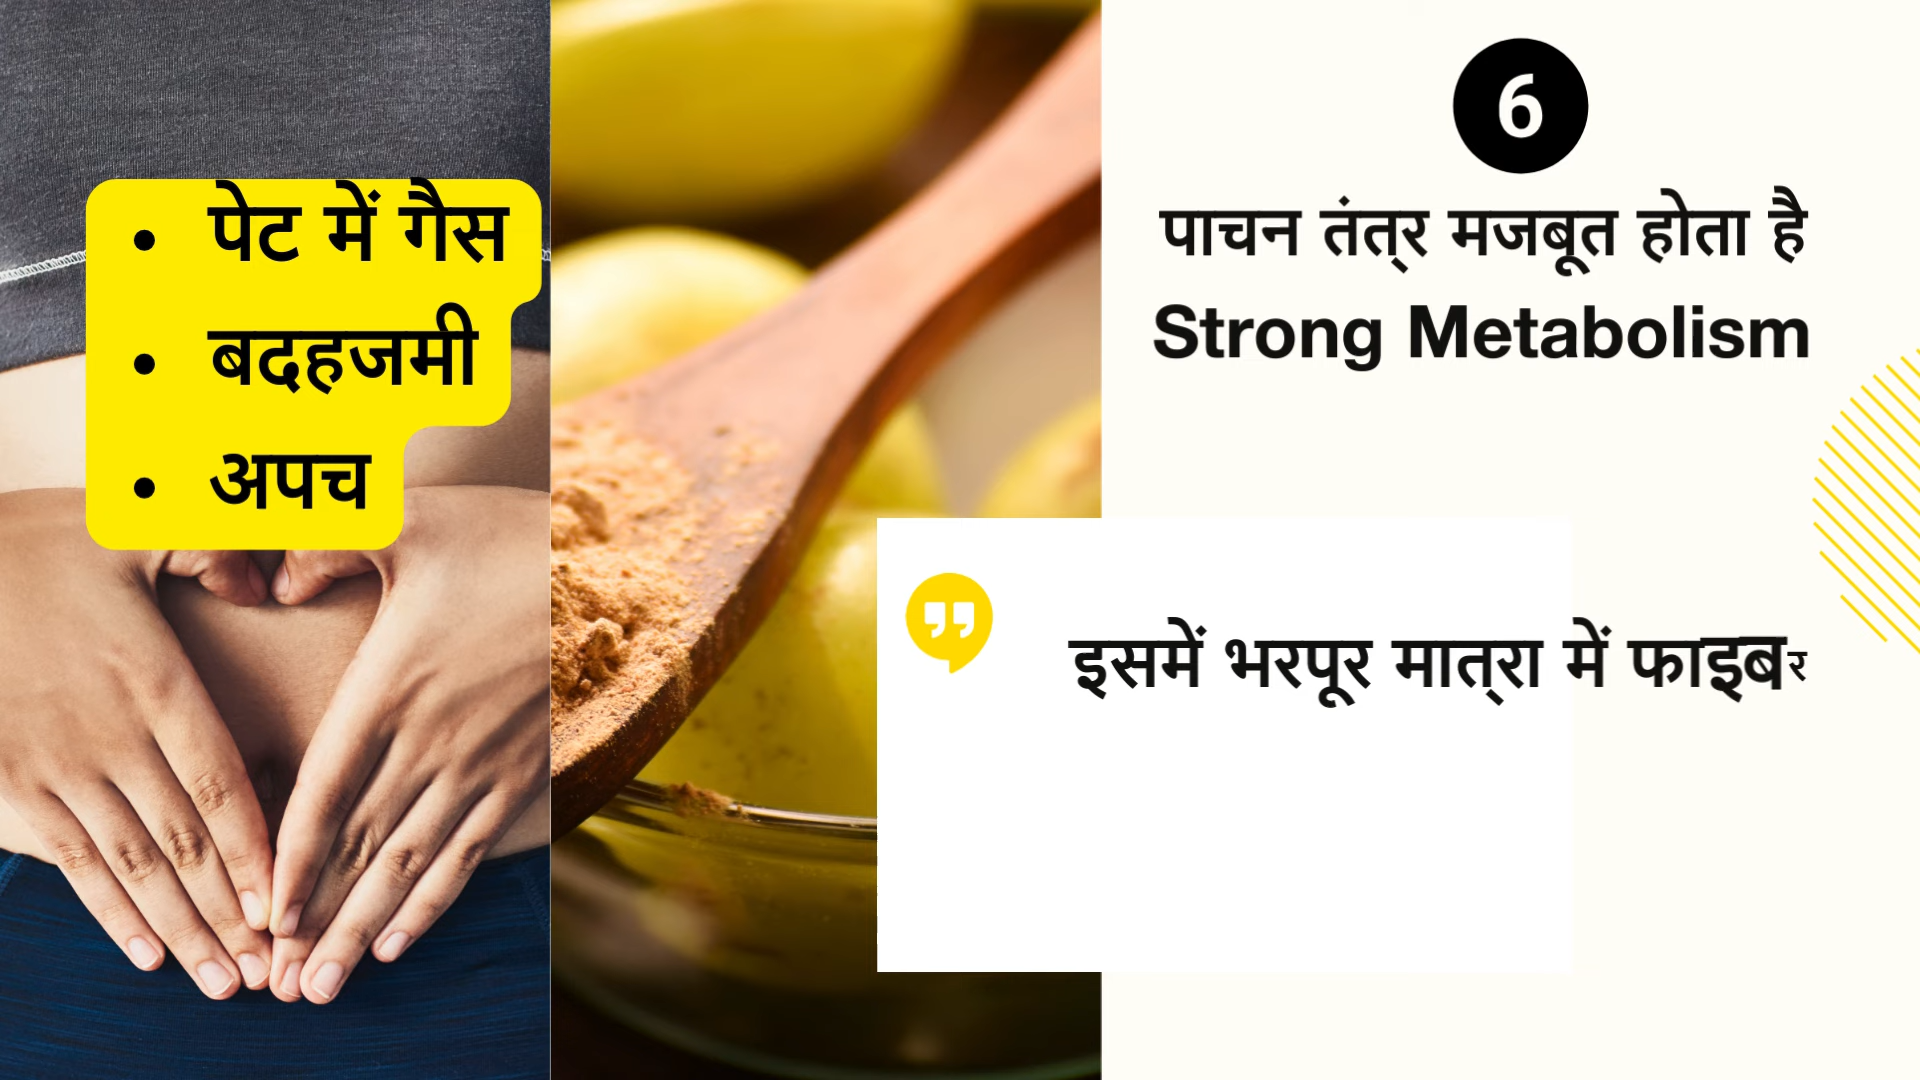 पेट में गैस
बदहजमी
अपच
6
पाचन तंत्र मजबूत होता है
Strong Metabolism
इसमें भरपूर मात्रा में फाइबर